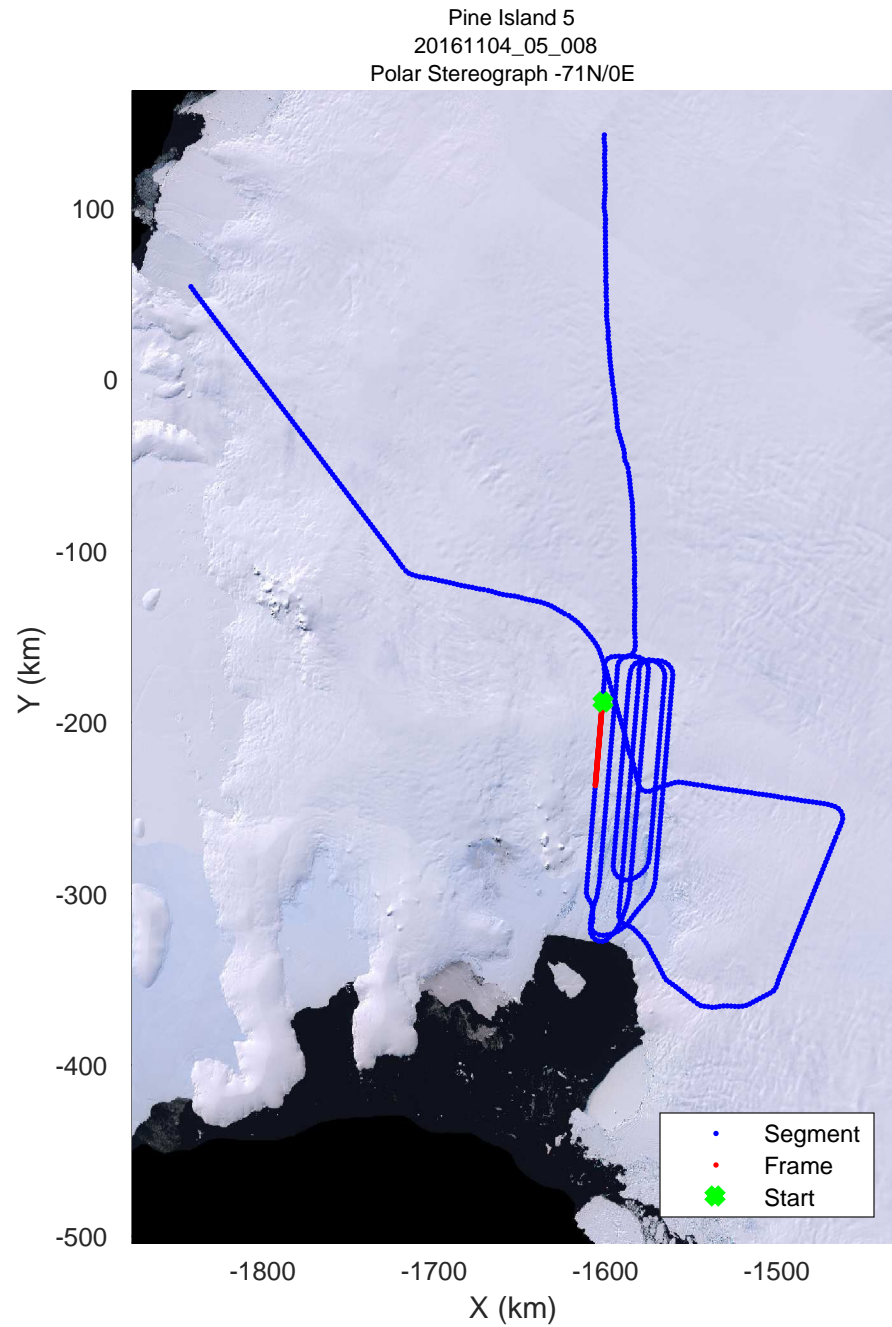 Pine Island 5
20161104_05_008
Polar Stereograph -71N/0E
100
0
-100
-200
-300
-400
-500
Y (km)
-1800
-1700
-1600
-1500
X (km)
Segment
Frame
Start